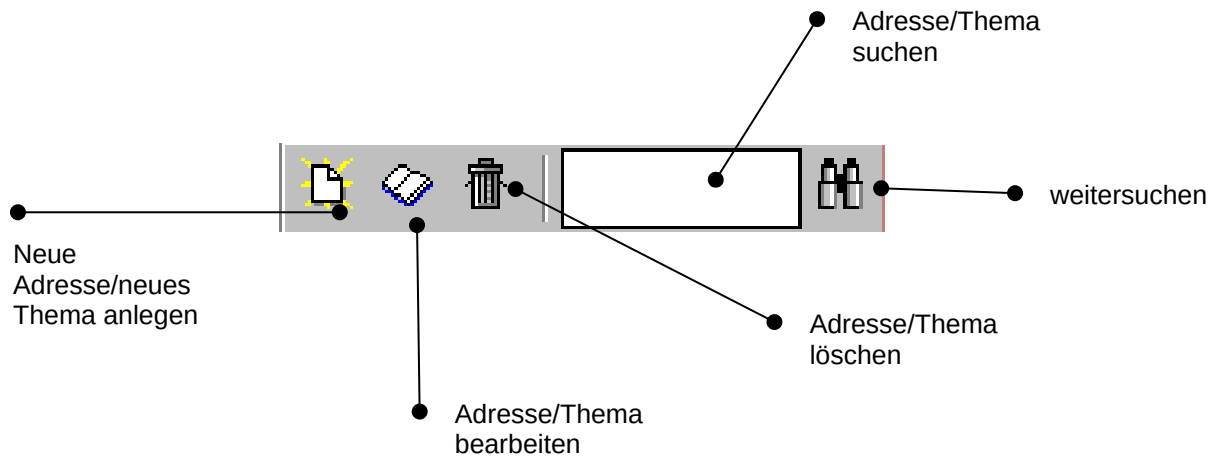 Adresse/Thema
suchen
weitersuchen
Neue
Adresse/neues
Thema anlegen
Adresse/Thema
löschen
Adresse/Thema
bearbeiten